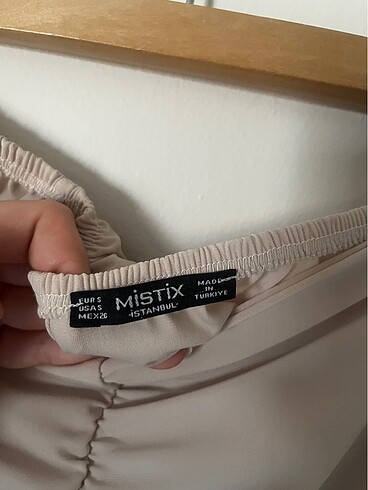 EUR S
USA S
MEX 26
MISTIX
ISTANBUL
MADE
IN
TURKIYE